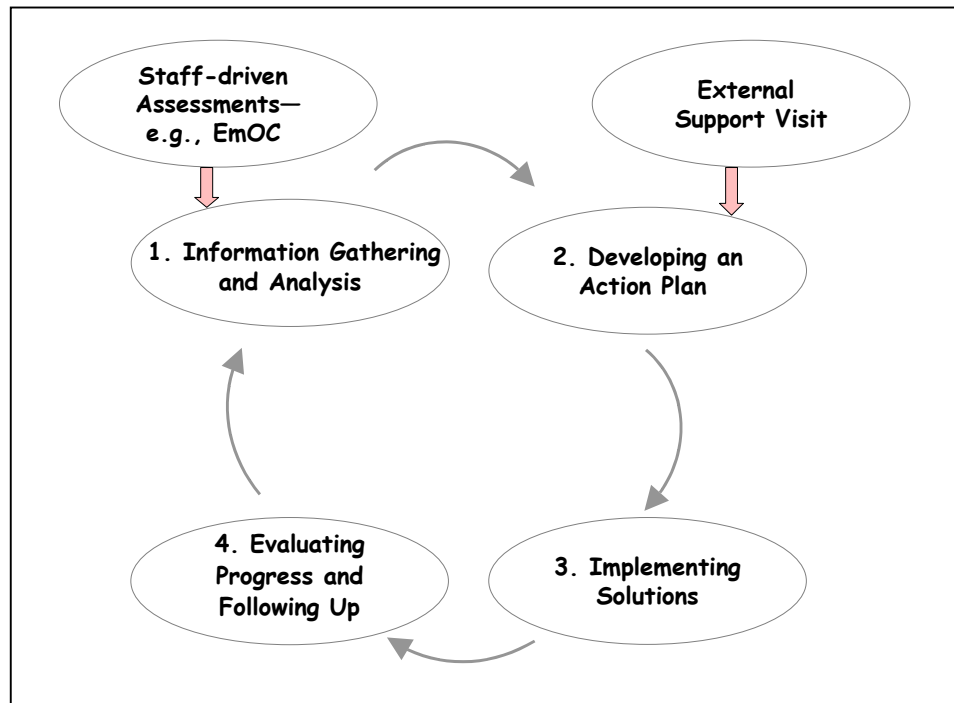 Staff-driven
Assessments—
e.g., EmOC
External
Support Visit
1. Information Gathering
and Analysis
2. Developing an
Action Plan
4. Evaluating
Progress and
Following Up
3. Implementing
Solutions